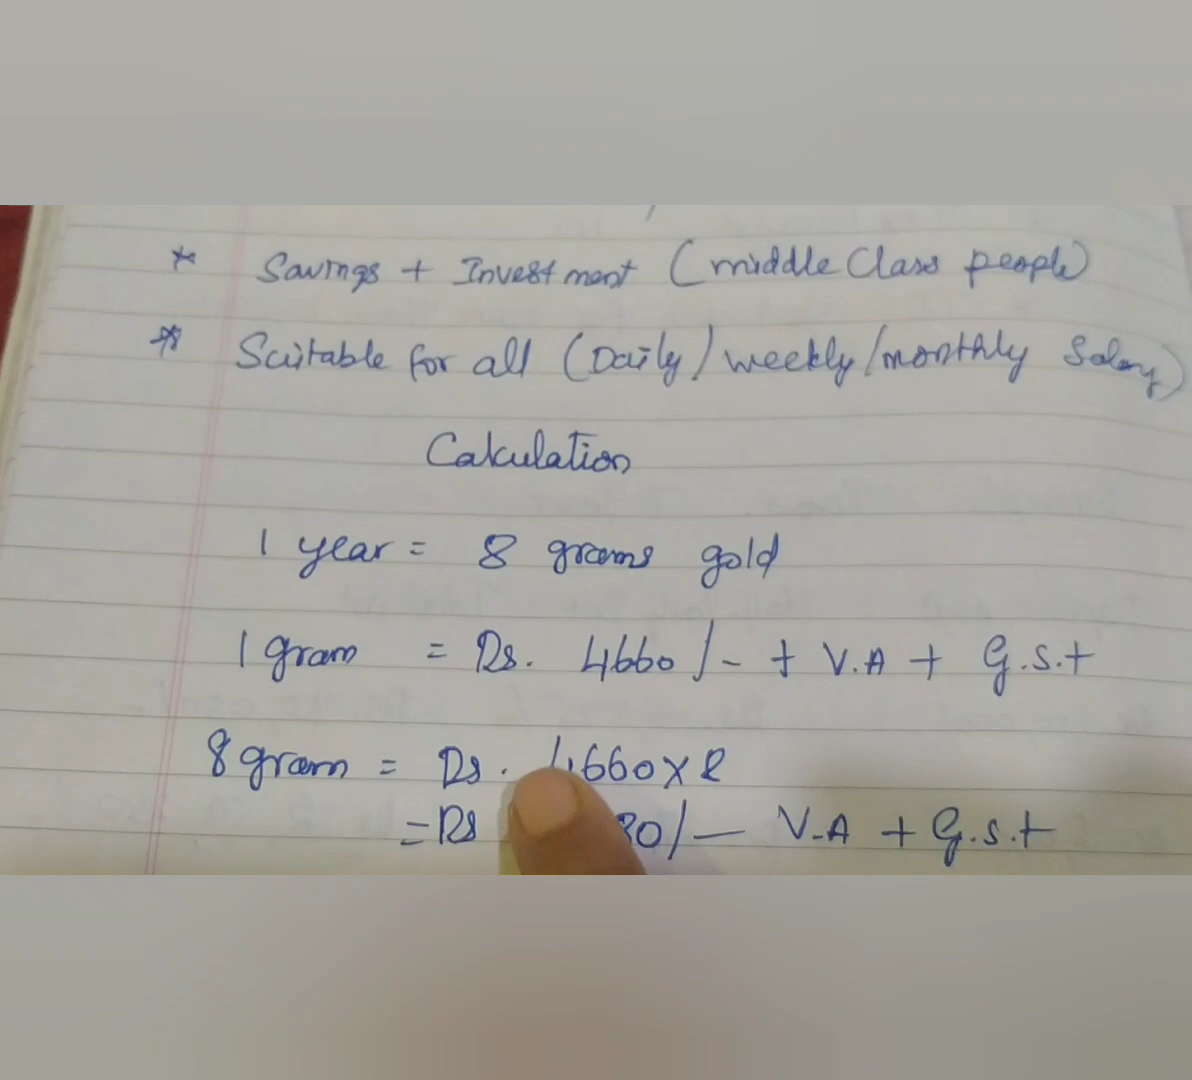 * Savings + Investment (middle Class people)
* Suitable for all (Daily / weekly / monthly Salary)
Calculation
1 year = 8 grams gold
1 gram = Rs. 4660 /- + V.A + G.S.t
8 gram = Rs. 4660 x 8
= Rs 80/- V.A + G.S.t